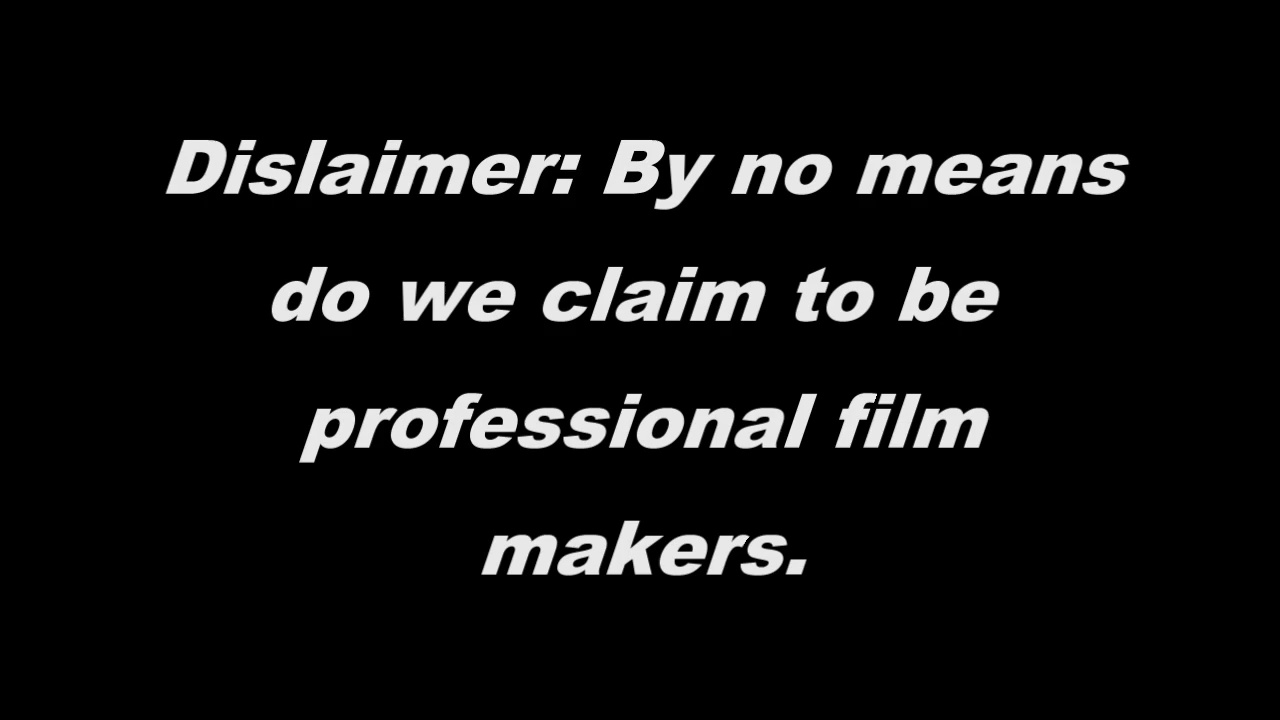 Dislaimer: By no means
do we claim to be
professional film
makers.